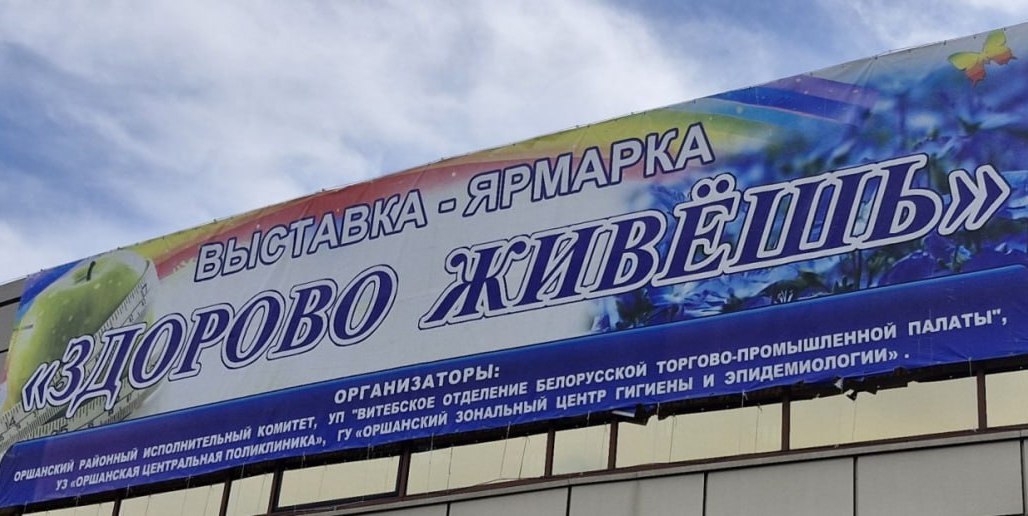 ВЫСТАВКА - ЯРМАРКА
«ЗДОРОВО ЖИВЁШЬ»
ОРГАНИЗАТОРЫ:
ОРШАНСКИЙ РАЙОННЫЙ ИСПОЛНИТЕЛЬНЫЙ КОМИТЕТ, УП "ВИТЕБСКОЕ ОТДЕЛЕНИЕ БЕЛОРУССКОЙ ТОРГОВО-ПРОМЫШЛЕННОЙ ПАЛАТЫ",
УЗ «ОРШАНСКАЯ ЦЕНТРАЛЬНАЯ ПОЛИКЛИНИКА», ГУ «ОРШАНСКИЙ ЗОНАЛЬНЫЙ ЦЕНТР ГИГИЕНЫ И ЭПИДЕМИОЛОГИИ» .